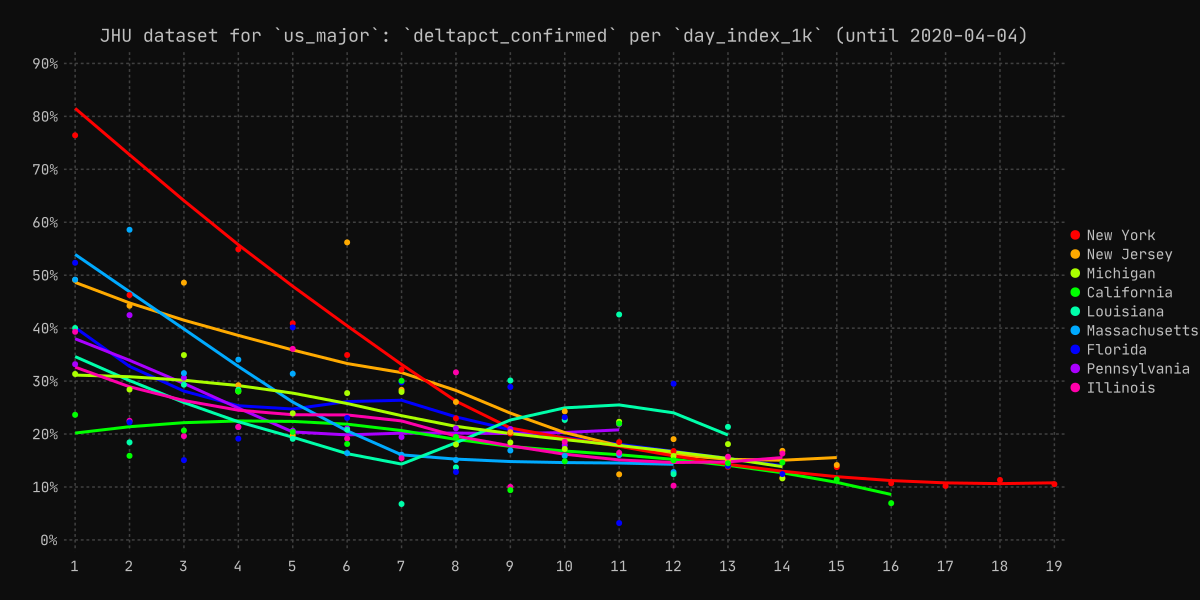 JHU dataset for `us_major`: `deltapct_confirmed` per `day_index_1k` (until 2020-04-04)
90%
80%
70%
60%
50%
40%
30%
20%
10%
0%
1 2 3 4 5 6 7 8 9 10 11 12 13 14 15 16 17 18 19
New York
New Jersey
Michigan
California
Louisiana
Massachusetts
Florida
Pennsylvania
Illinois